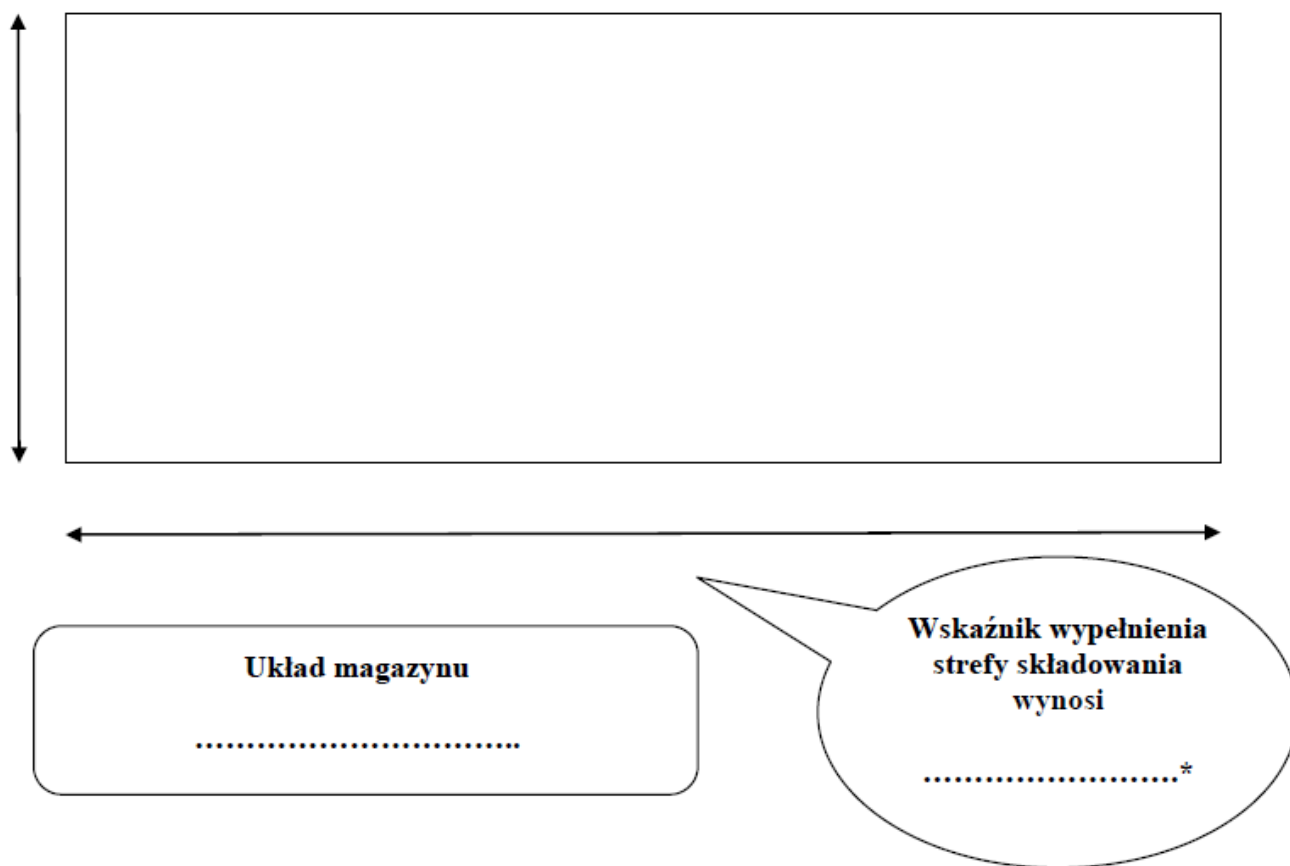 Układ magazynu
……………………………..
Wskaźnik wypełnienia
strefy składowania
wynosi
…………………….*